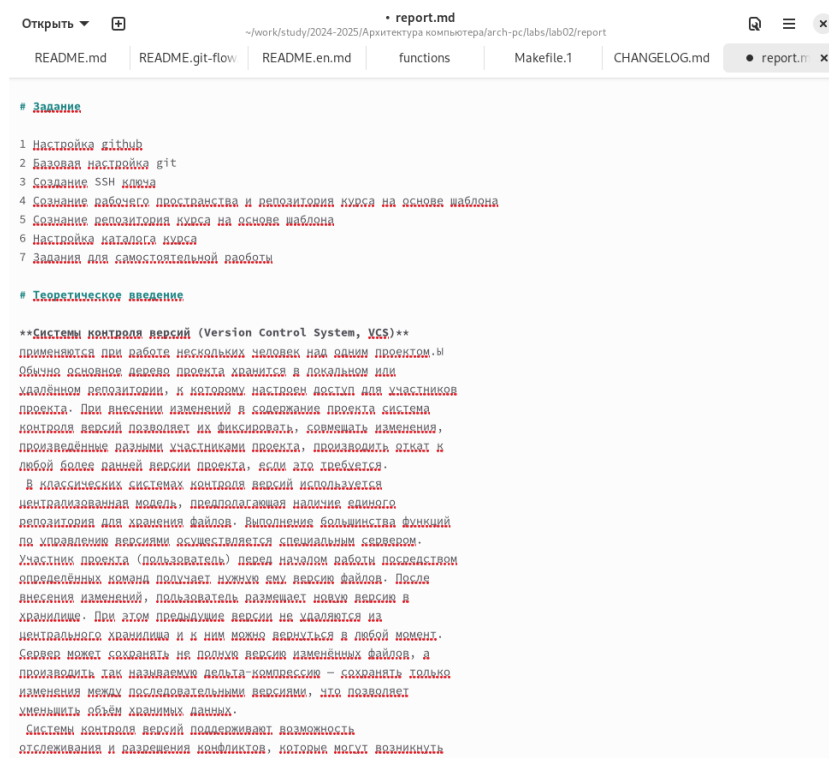 Открыть
• report.md
~/work/study/2024-2025/Архитектура компьютера/arch-pc/labs/lab02/report
README.md README.git-flow README.en.md functions Makefile.1 CHANGELOG.md • report.m
# Задание
1 Настройка github
2 Базовая настройка git
3 Создание SSH ключа
4 Сознание рабочего пространства и репозитория курса на основе шаблона
5 Сознание репозитория курса на основе шаблона
6 Настройка каталога курса
7 Задания для самостоятельной раоботы
# Теоретическое введение
**Системы контроля версий (Version Control System, VCS)**
применяются при работе нескольких человек над одним проектом.Ы
Обычно основное дерево проекта хранится в локальном или
удалённом репозитории, к которому настроен доступ для участников
проекта. При внесении изменений в содержание проекта система
контроля версий позволяет их фиксировать, совмещать изменения,
произведённые разными участниками проекта, производить откат к
любой более ранней версии проекта, если это требуется.
В классических системах контроля версий используется
централизованная модель, предполагающая наличие единого
репозитория для хранения файлов. Выполнение большинства функций
по управлению версиями осуществляется специальным сервером.
Участник проекта (пользователь) перед началом работы посредством
определённых команд получает нужную ему версию файлов. После
внесения изменений, пользователь размещает новую версию в
хранилище. При этом предыдущие версии не удаляются из
центрального хранилища и к ним можно вернуться в любой момент.
Сервер может сохранять не полную версию изменённых файлов, а
производить так называемую дельта-компрессию — сохранять только
изменения между последовательными версиями, что позволяет
уменьшить объём хранимых данных.
Системы контроля версий поддерживают возможность
отслеживания и разрешения конфликтов, которые могут возникнуть